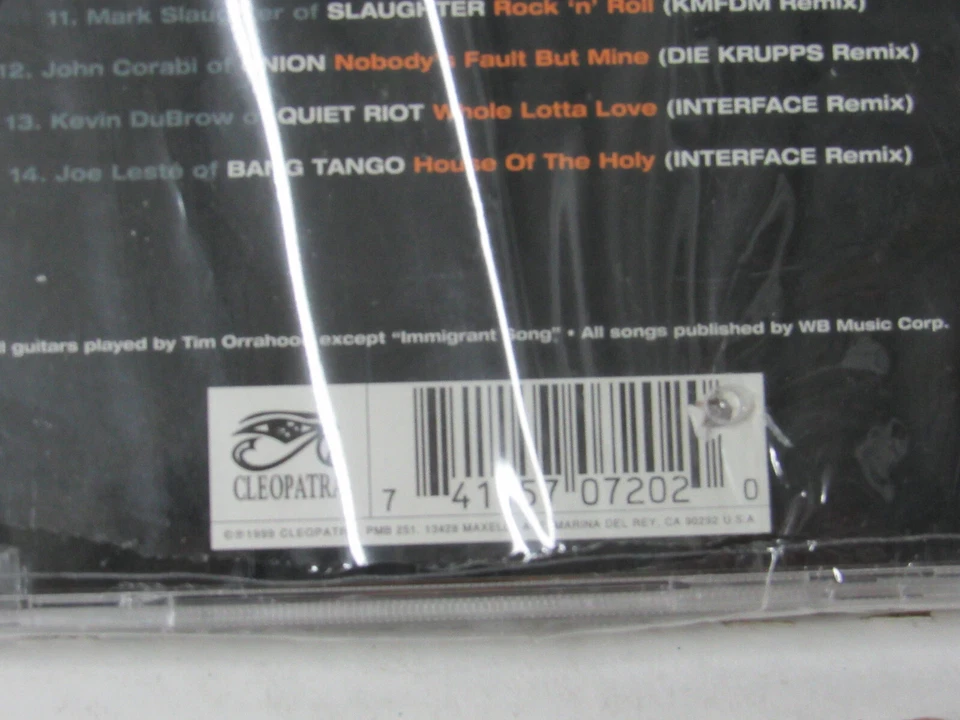 11. Mark Slaughter of SLAUGHTER Rock 'n' Roll (KMFDM Remix)
12. John Corabi of UNION Nobody's Fault But Mine (DIE KRUPPS Remix)
13. Kevin DuBrow of QUIET RIOT Whole Lotta Love (INTERFACE Remix)
14. Joe Lesté of BANG TANGO House Of The Holy (INTERFACE Remix)
guitars played by Tim Orrahood except "Immigrant Song" • All songs published by WB Music Corp.
CLEOPATRA
7 41157 07202 0
©℗1999 CLEOPATRA PMB 251, 13428 MAXELLA AVE MARINA DEL REY, CA 90292 U.S.A